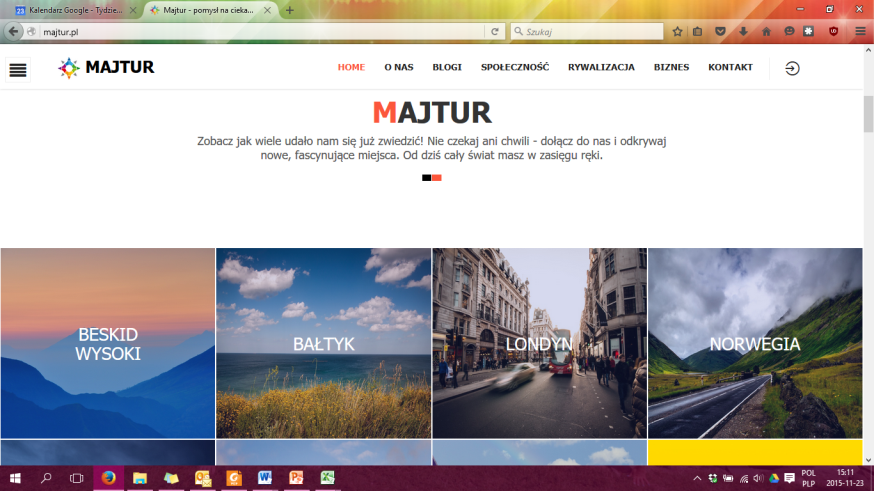 Kalendarz Google - Tydzie...
Majtur - pomysł na cieka...
majtur.pl
Szukaj
MAJTUR
HOME
O NAS
BLOGI
SPOŁECZNOŚĆ
RYWALIZACJA
BIZNES
KONTAKT
MAJTUR
Zobacz jak wiele udało nam się już zwiedzić! Nie czekaj ani chwili - dołącz do nas i odkrywaj
nowe, fascynujące miejsca. Od dziś cały świat masz w zasięgu ręki.
BESKID
WYSOKI
BAŁTYK
LONDYN
NORWEGIA
POL
PLP
15:11
2015-11-23